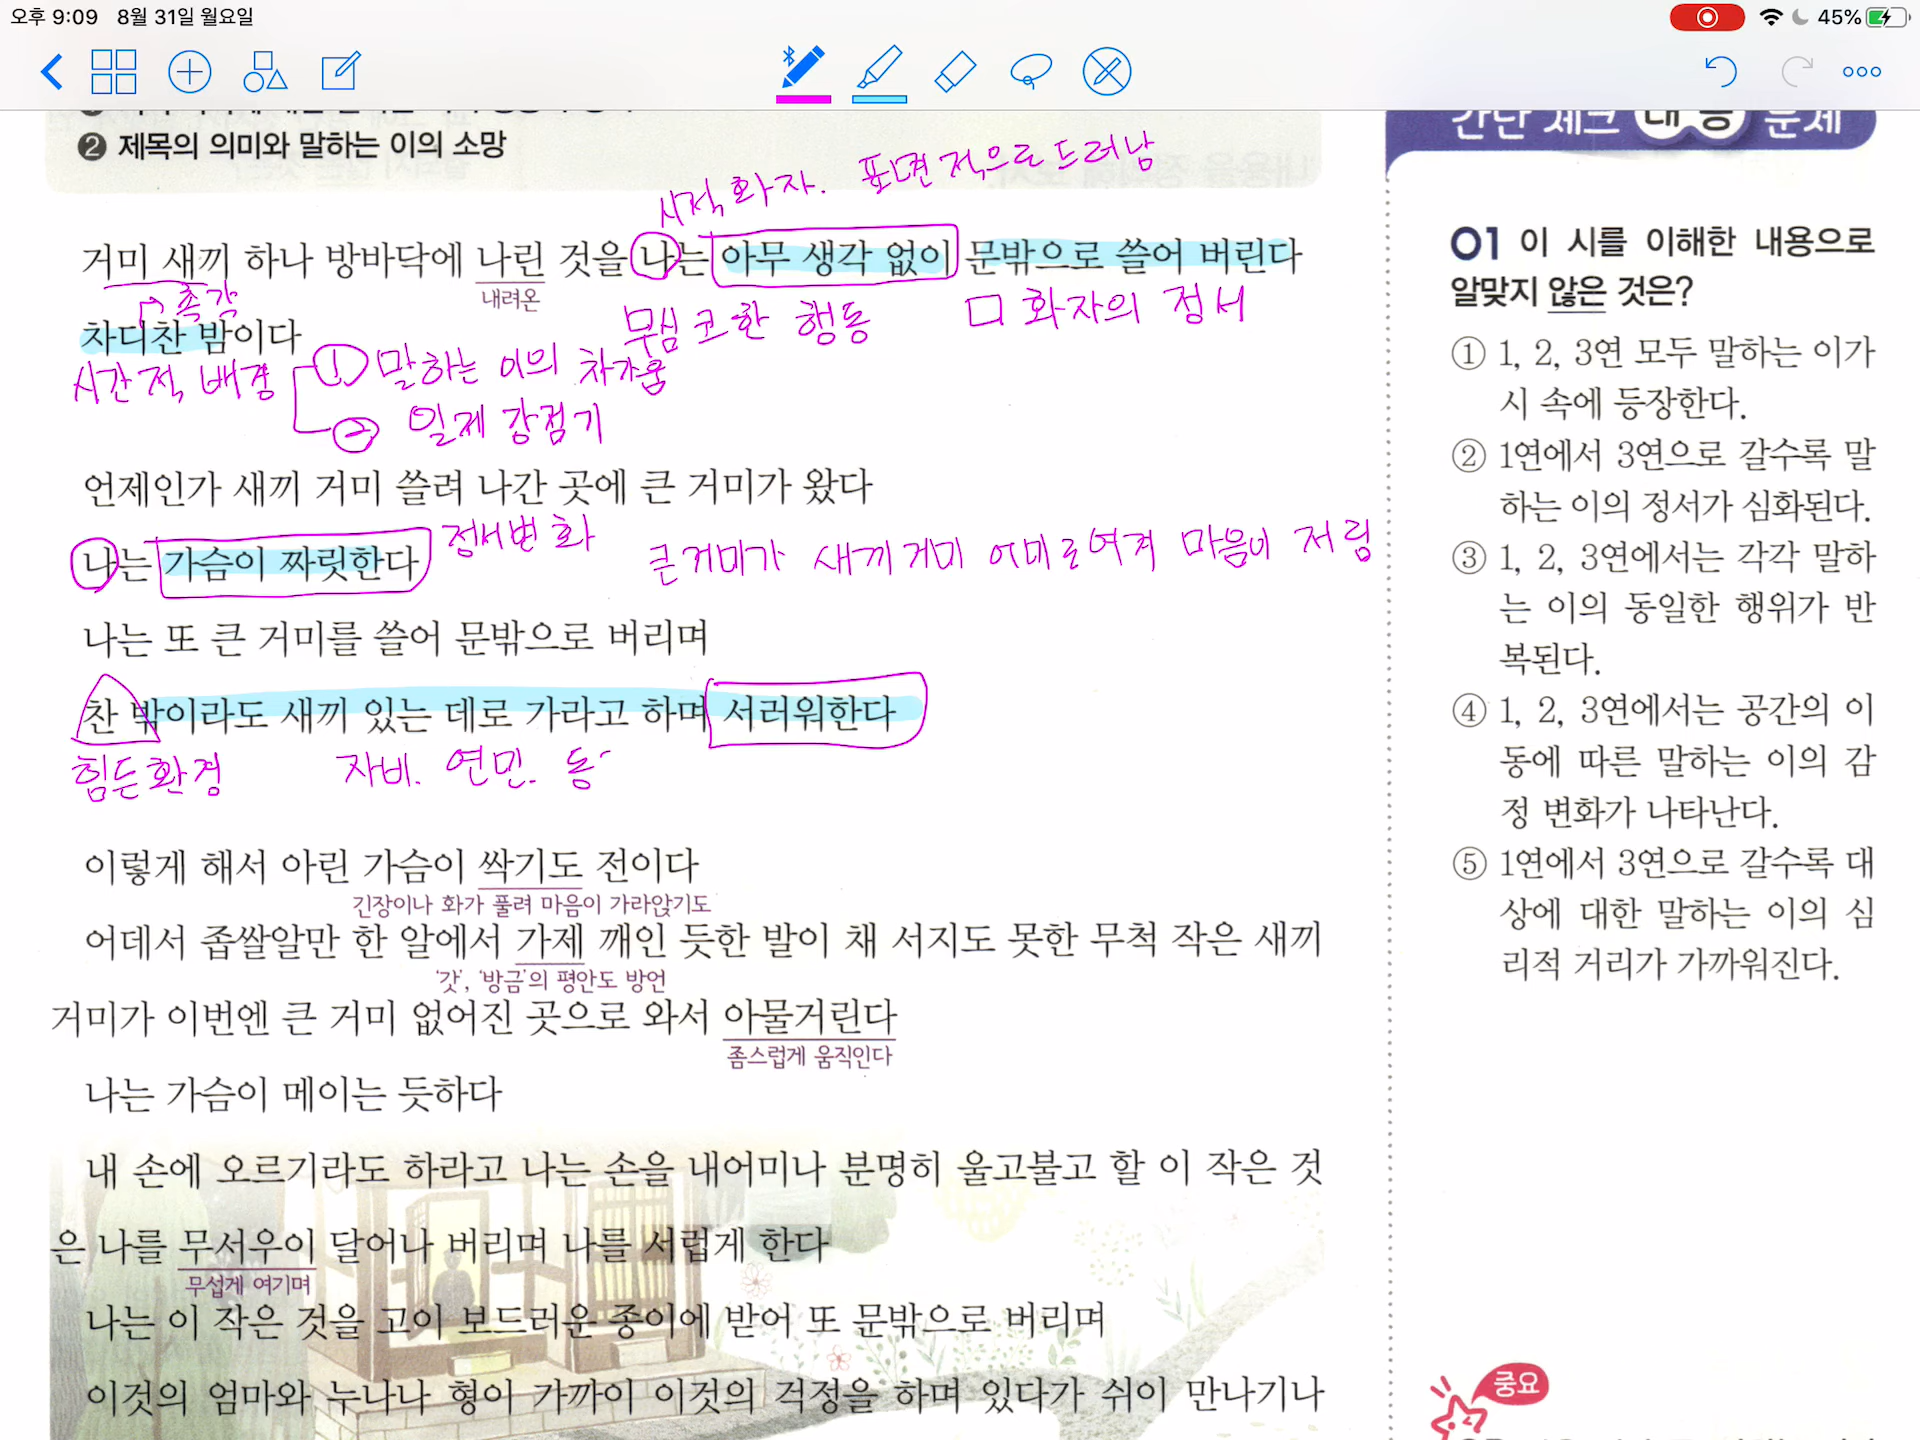 오후 9:09 8월 31일 월요일
45%
❷ 제목의 의미와 말하는 이의 소망
시적화자. 표면적으로 드러남
거미 새끼 하나 방바닥에 나린 것을 나는 아무 생각 없이 문밖으로 쓸어 버린다
내려온
촉각
무심코한 행동
ㅁ 화자의 정서
차디찬 밤이다
시간적 배경
① 말하는 이의 차가움
② 일제 강점기
언제인가 새끼 거미 쓸려 나간 곳에 큰 거미가 왔다
나는 가슴이 짜릿한다
정서변화
큰거미가 새끼거미 어미로여겨 마음이 저림
나는 또 큰 거미를 쓸어 문밖으로 버리며
찬 밖이라도 새끼 있는 데로 가라고 하며 서러워한다
힘든환경
자비. 연민. 동
이렇게 해서 아린 가슴이 싹기도 전이다
긴장이나 화가 풀려 마음이 가라앉기도
어데서 좁쌀알만 한 알에서 가제 깨인 듯한 발이 채 서지도 못한 무척 작은 새끼
'갓', '방금'의 평안도 방언
거미가 이번엔 큰 거미 없어진 곳으로 와서 아물거린다
좀스럽게 움직인다
나는 가슴이 메이는 듯하다
내 손에 오르기라도 하라고 나는 손을 내어미나 분명히 울고불고 할 이 작은 것
은 나를 무서우이 달어나 버리며 나를 서럽게 한다
무섭게 여기며
나는 이 작은 것을 고이 보드러운 종이에 받어 또 문밖으로 버리며
이것의 엄마와 누나나 형이 가까이 이것의 걱정을 하며 있다가 쉬이 만나기나
간단 체크 내용 문제
01 이 시를 이해한 내용으로
알맞지 않은 것은?
① 1, 2, 3연 모두 말하는 이가
시 속에 등장한다.
② 1연에서 3연으로 갈수록 말
하는 이의 정서가 심화된다.
③ 1, 2, 3연에서는 각각 말하
는 이의 동일한 행위가 반
복된다.
④ 1, 2, 3연에서는 공간의 이
동에 따른 말하는 이의 감
정 변화가 나타난다.
⑤ 1연에서 3연으로 갈수록 대
상에 대한 말하는 이의 심
리적 거리가 가까워진다.
중요